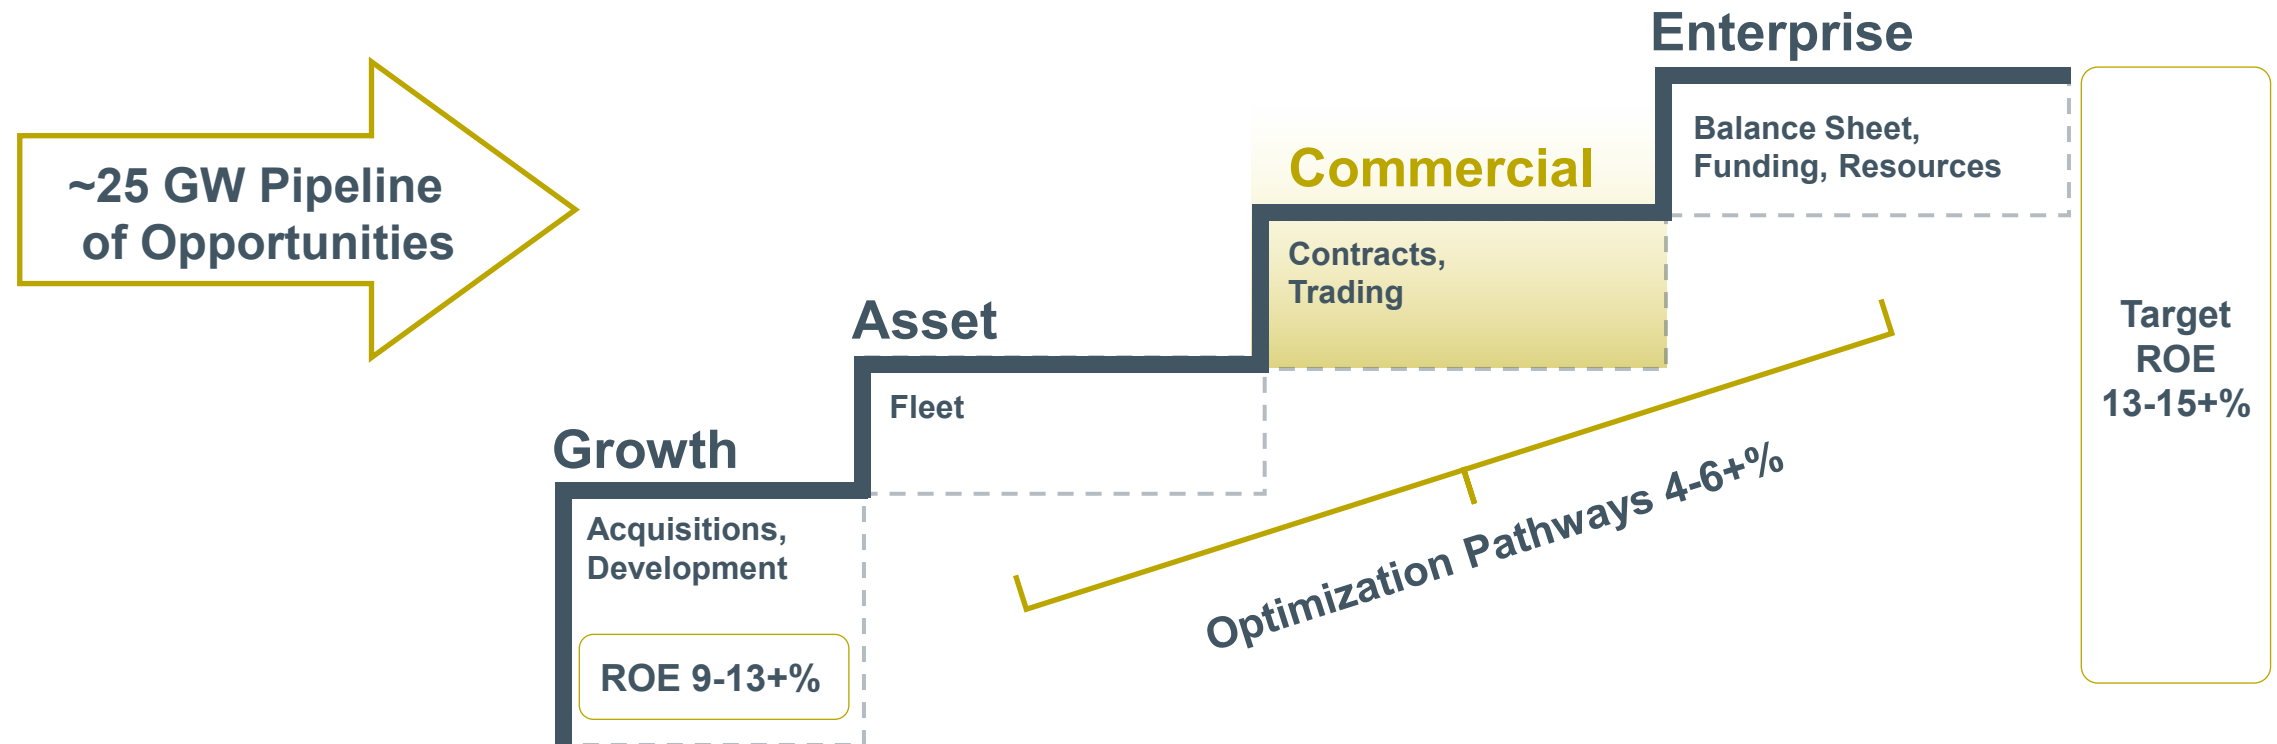 ~25 GW Pipeline
of Opportunities
Growth
Acquisitions,
Development
ROE 9-13+%
Asset
Fleet
Commercial
Contracts,
Trading
Enterprise
Balance Sheet,
Funding, Resources
Optimization Pathways 4-6+%
Target
ROE
13-15+%